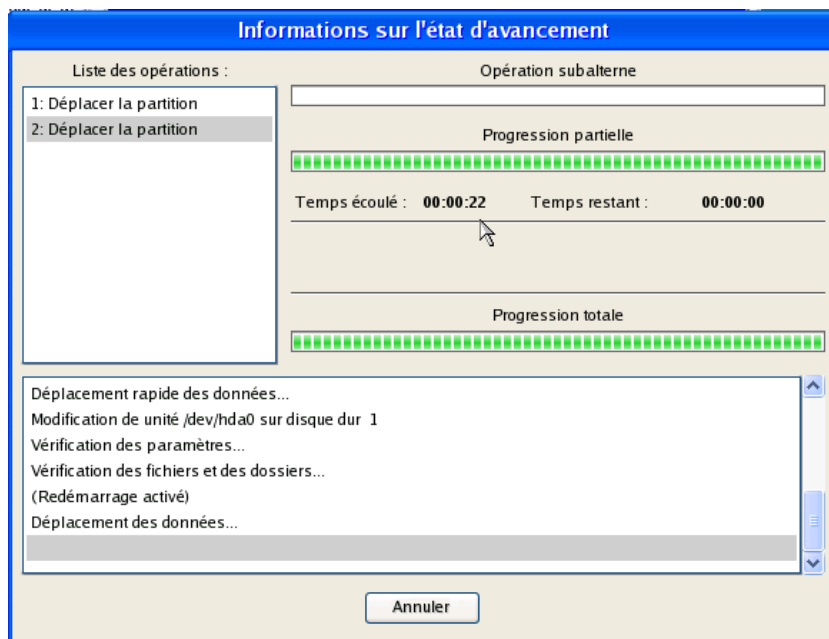 Informations sur l'état d'avancement
Liste des opérations :
1: Déplacer la partition
2: Déplacer la partition
Opération subalterne
Progression partielle
Temps écoulé : 00:00:22 Temps restant : 00:00:00
Progression totale
Déplacement rapide des données...
Modification de unité /dev/hda0 sur disque dur 1
Vérification des paramètres...
Vérification des fichiers et des dossiers...
(Redémarrage activé)
Déplacement des données...
Annuler